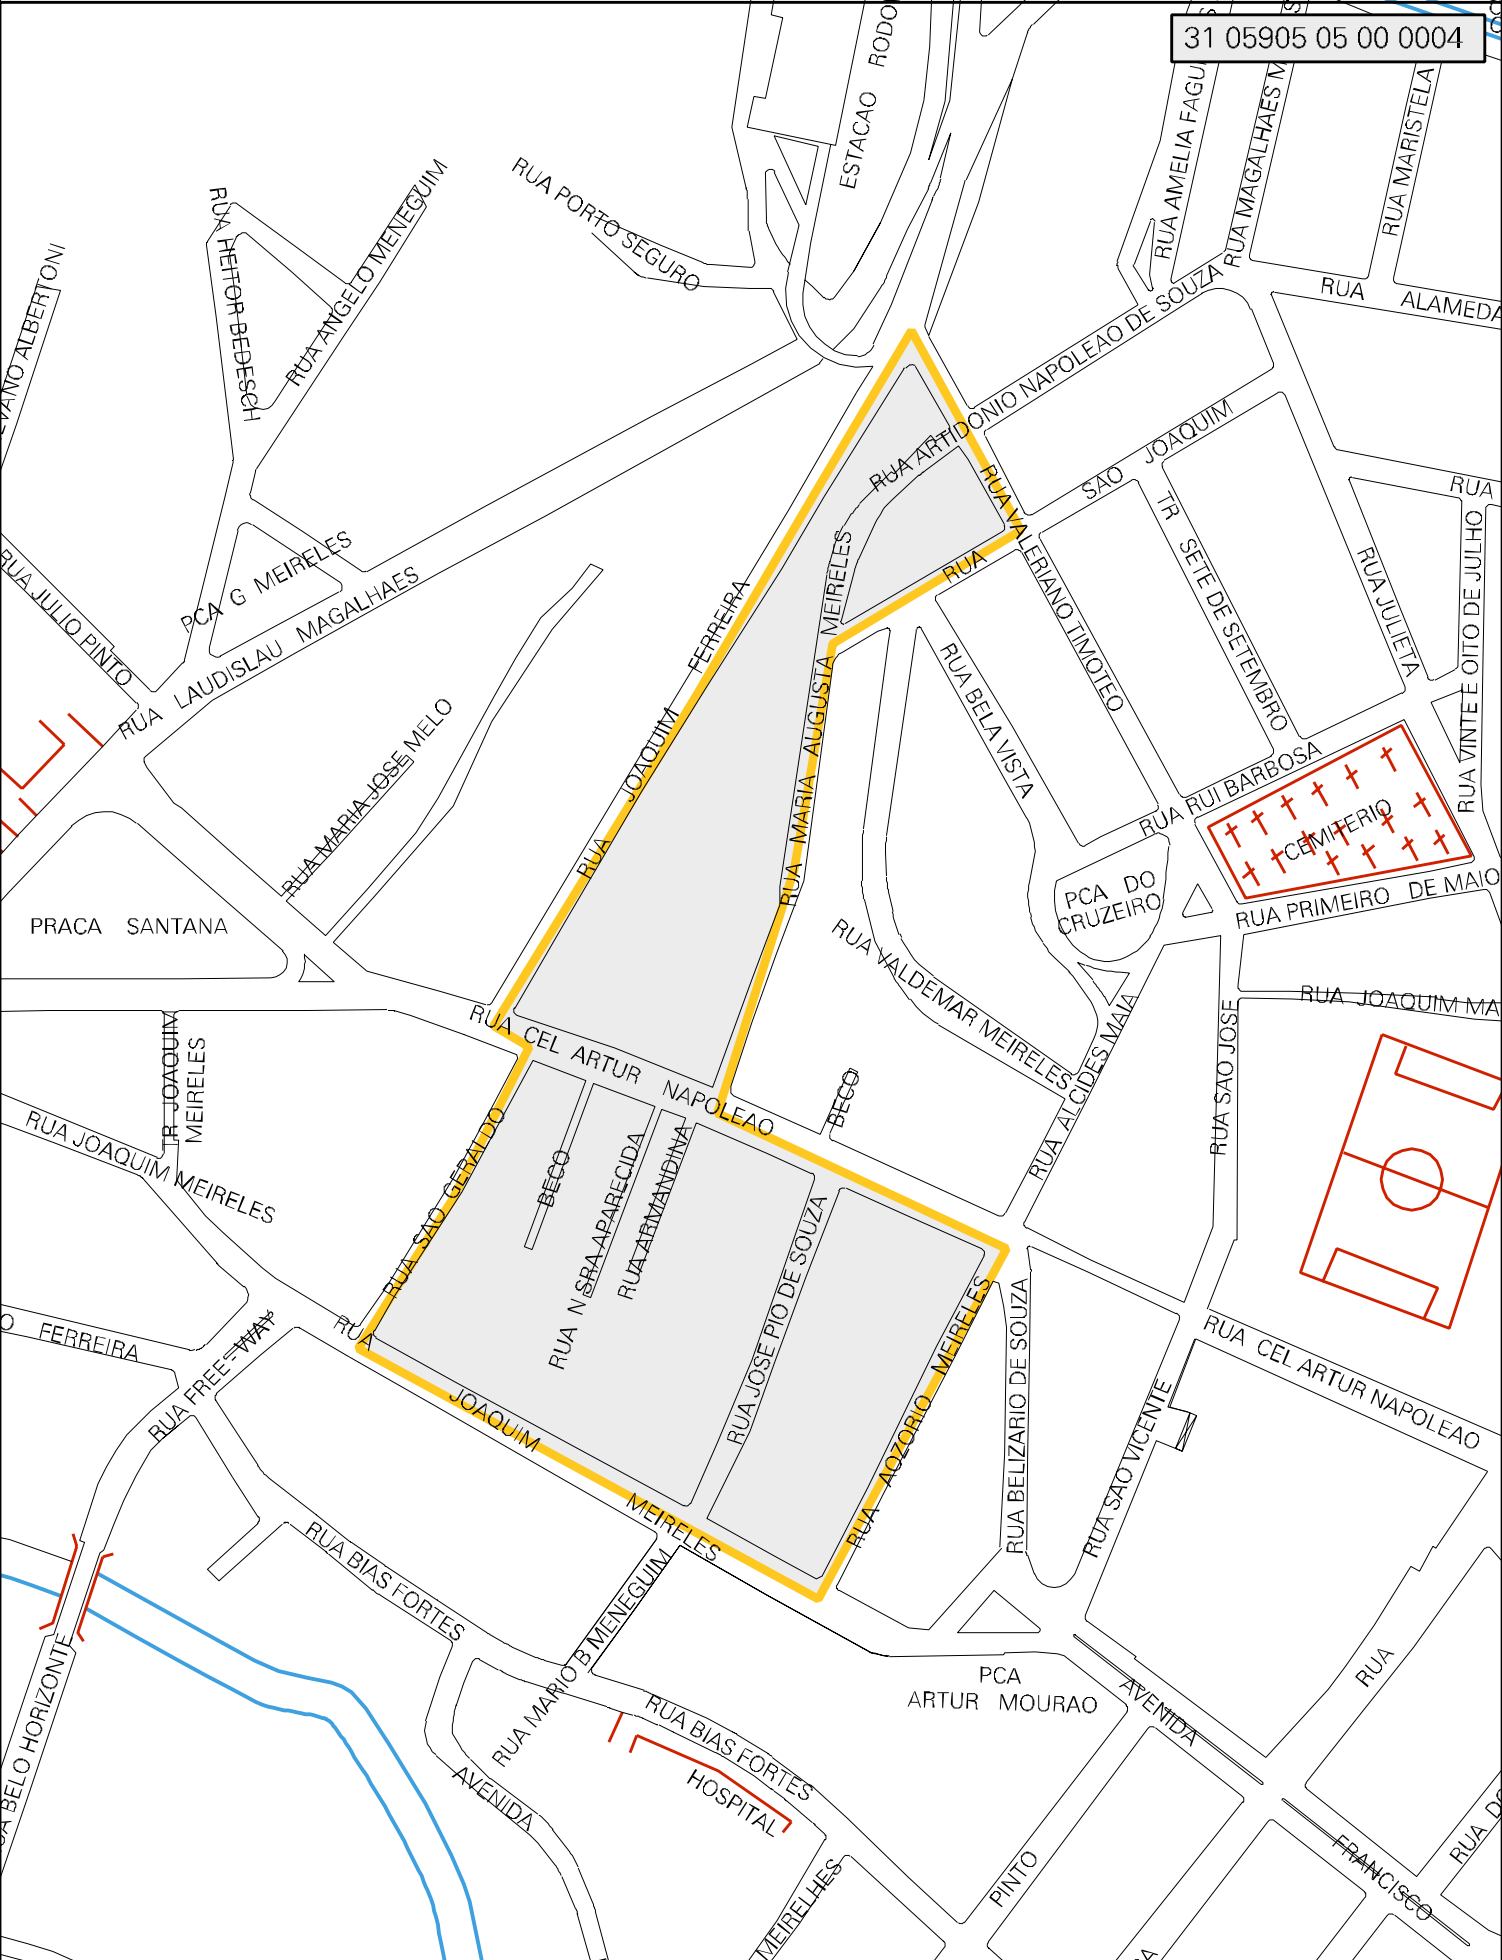 31 05905 05 00 0004
ESTACAO
RUA MARISTELA
RUA AMELIA
RUA MAGALHAES
RUA PORTO SEGURO
RUA ANGELO MENEGUIM
RUA HEITOR BEDESCH
ALBERTONI
RUA ALAMEDA
RUA ARTIDONIO NAPOLEAO DE SOUZA
RUA SAO JOAQUIM
RUA
RUA VALERIANO TIMOTEO
TR SETE DE SETEMBRO
RUA JULIETA
RUA VINTE E OITO DE JULHO
PCA G MEIRELES
RUA JULIO PINTO
RUA LAUDISLAU MAGALHAES
RUA JOAQUIM FERREIRA
RUA MARIA AUGUSTA MEIRELES
RUA BELA VISTA
RUA MARIA JOSE MELO
RUA RUI BARBOSA
CEMITERIO
PCA DO
CRUZEIRO
RUA PRIMEIRO DE MAIO
PRACA SANTANA
RUA VALDEMAR MEIRELES
RUA JOAQUIM
RUA CEL ARTUR NAPOLEAO
TR JOAQUIM
MEIRELES
RUA JOAQUIM MEIRELES
BECO
RUA ALCIDES MAIA
RUA SAO JOSE
RUA SAO GERALDO
BECO
RUA N SRA APARECIDA
RUA ARMANDINA
RUA JOSE PIO DE SOUZA
FERREIRA
RUA FREE-WAY
RUA JOAQUIM MEIRELES
RUA AOZORIO MEIRELES
RUA BELIZARIO DE SOUZA
RUA SAO VICENTE
RUA CEL ARTUR NAPOLEAO
RUA BIAS FORTES
RUA MARIO B MENEGUIM
BELO HORIZONTE
PCA
ARTUR MOURAO
RUA
AVENIDA FRANCISCO
RUA BIAS FORTES
HOSPITAL
AVENIDA
PINTO
MEIRELHES
RUA